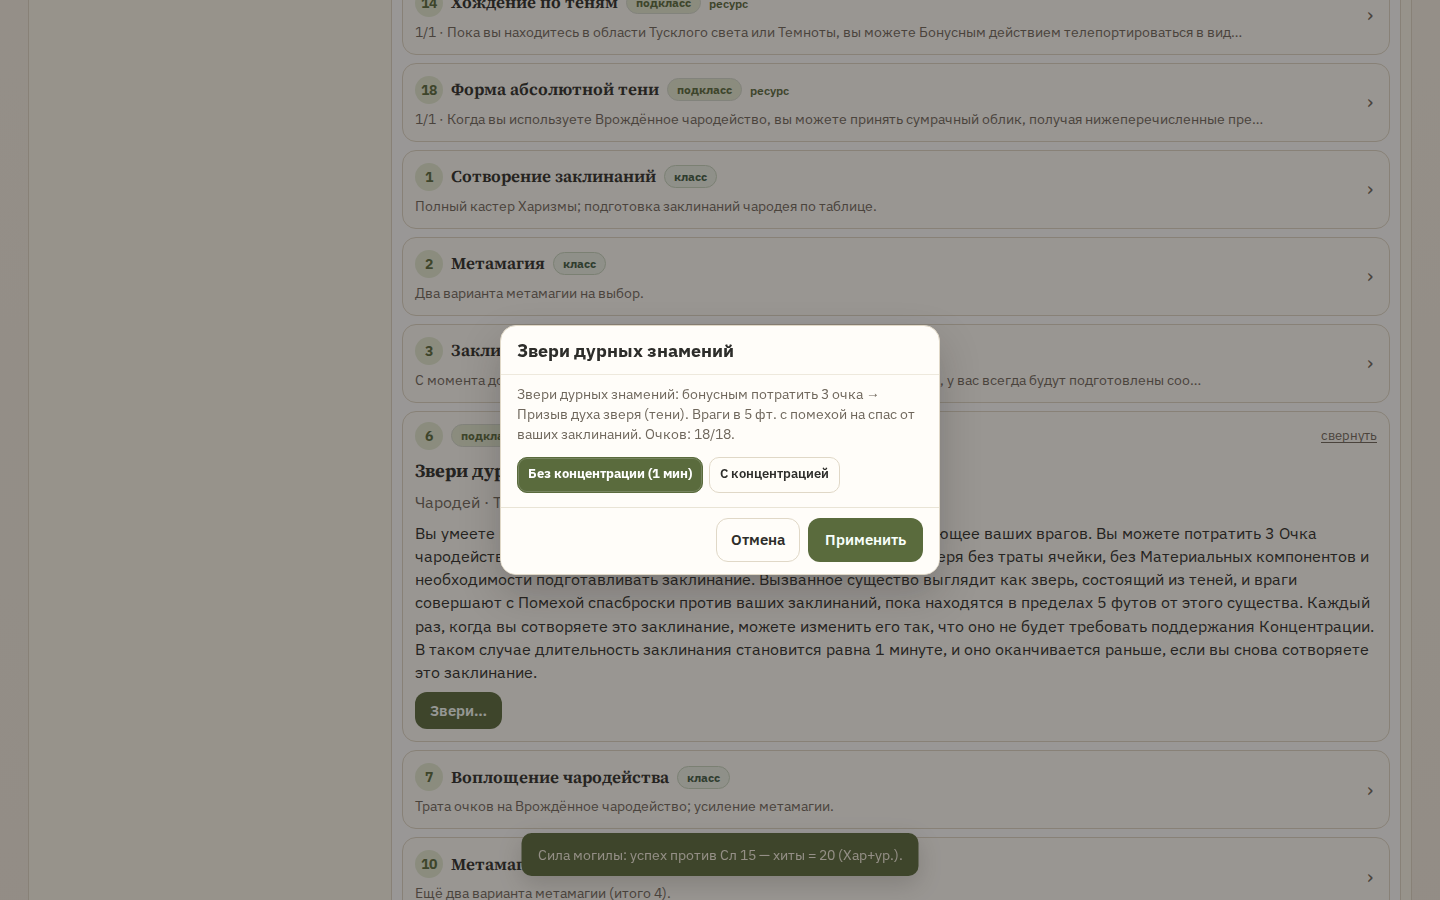 14 Хождение по теням подкласс ресурс
1/1 · Пока вы находитесь в области Тусклого света или Темноты, вы можете Бонусным действием телепортироваться в вид...
18 Форма абсолютной тени подкласс ресурс
1/1 · Когда вы используете Врождённое чародейство, вы можете принять сумрачный облик, получая нижеперечисленные пре...
1 Сотворение заклинаний класс
Полный кастер Харизмы; подготовка заклинаний чародея по таблице.
2 Метамагия класс
Два варианта метамагии на выбор.
3
, у вас всегда будут подготовлены соо...
6
свернуть
Звери дурных знамений
Звери дурных знамений: бонусным потратить 3 очка →
Призыв духа зверя (тени). Враги в 5 фт. с помехой на спас от
ваших заклинаний. Очков: 18/18.
Без концентрации (1 мин) С концентрацией
Отмена Применить
Чародей ·
Вы умеете ваших врагов. Вы можете потратить 3 Очка
без траты ячейки, без Материальных компонентов и
необходимости подготавливать заклинание. Вызванное существо выглядит как зверь, состоящий из теней, и враги
совершают с Помехой спасброски против ваших заклинаний, пока находятся в пределах 5 футов от этого существа. Каждый
раз, когда вы сотворяете это заклинание, можете изменить его так, что оно не будет требовать поддержания Концентрации.
В таком случае длительность заклинания становится равна 1 минуте, и оно оканчивается раньше, если вы снова сотворяете
это заклинание.
Звери...
7 Воплощение чародейства класс
Трата очков на Врождённое чародейство; усиление метамагии.
Сила могилы: успех против Сл 15 — хиты = 20 (Хар+ур.).
10
Ещё два варианта метамагии (итого 4).